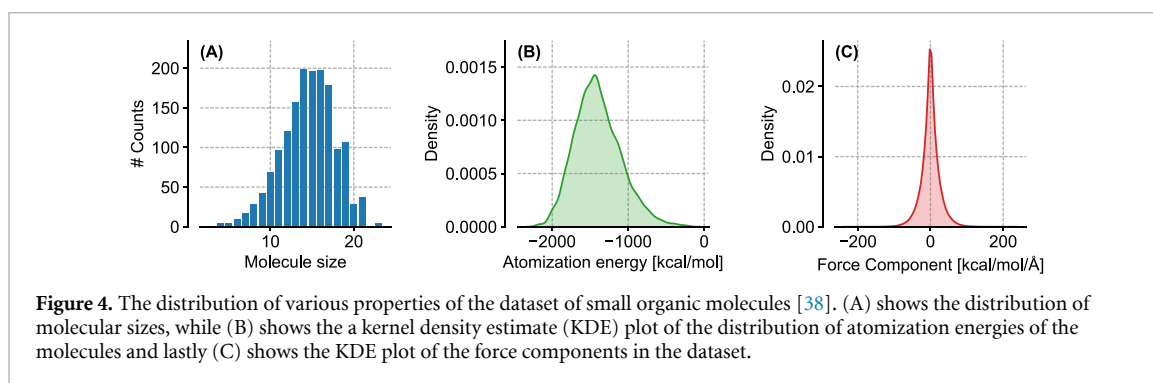 (A)
200
150
100
50
0
# Counts
10
20
Molecule size
(B)
0.0015
0.0010
0.0005
0.0000
Density
−2000
−1000
0
Atomization energy [kcal/mol]
(C)
0.02
0.01
0.00
Density
−200
0
200
Force Component [kcal/mol/Å]
Figure 4. The distribution of various properties of the dataset of small organic molecules [38]. (A) shows the distribution of
molecular sizes, while (B) shows the a kernel density estimate (KDE) plot of the distribution of atomization energies of the
molecules and lastly (C) shows the KDE plot of the force components in the dataset.